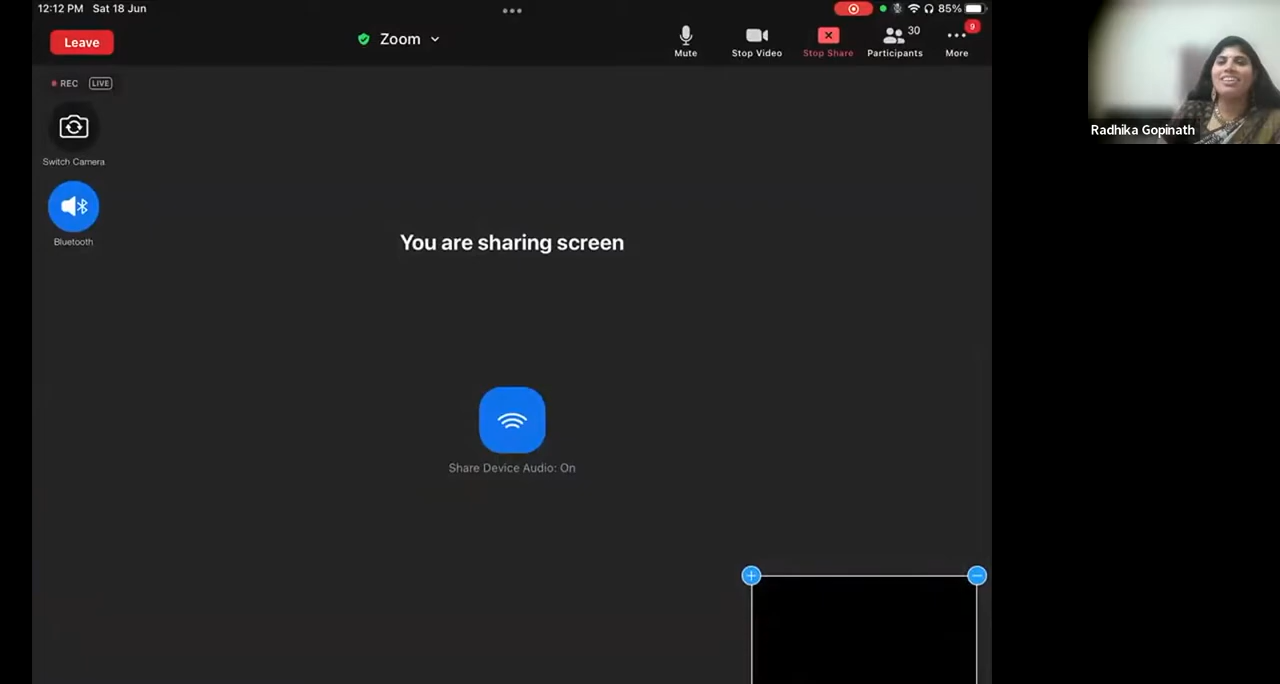 12:12 PM Sat 18 Jun
85%
Leave
Zoom
Mute
Stop Video
Stop Share
30
Participants
9
More
REC
LIVE
Switch Camera
Bluetooth
You are sharing screen
Share Device Audio: On
Radhika Gopinath